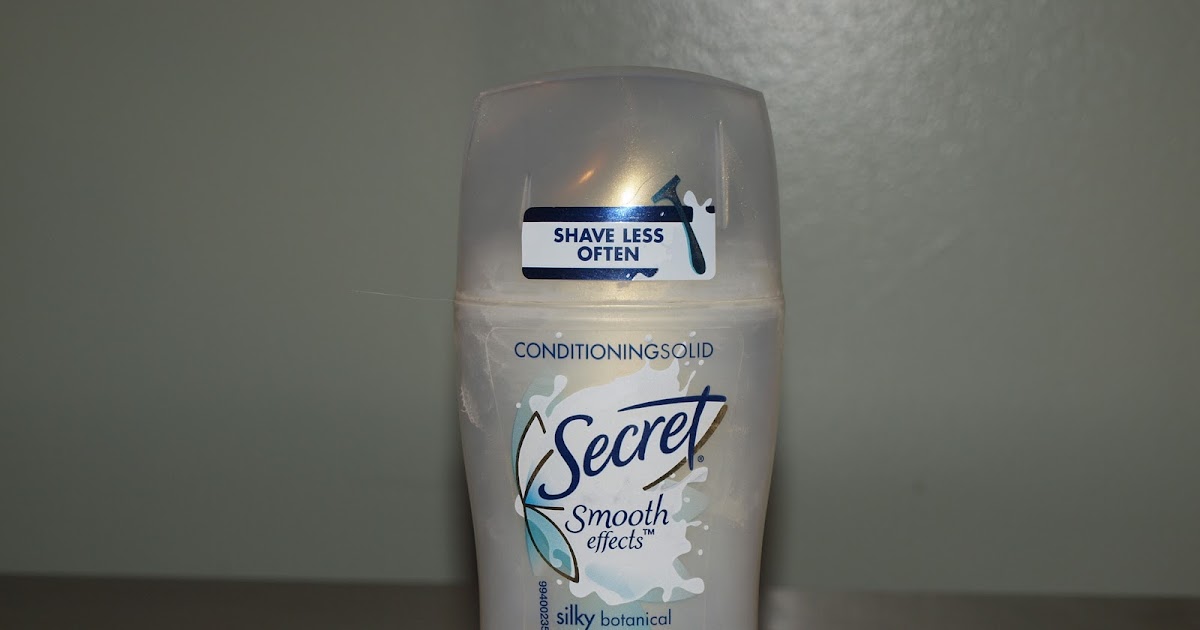 SHAVE LESS
OFTEN
CONDITIONINGSOLID
Secret®
Smooth
effects™
silky botanical